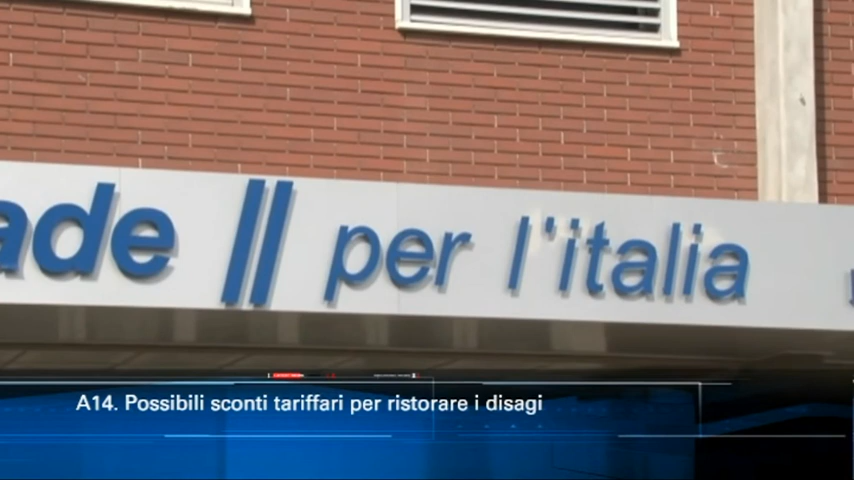 ade || per l'italia
A14. Possibili sconti tariffari per ristorare i disagi